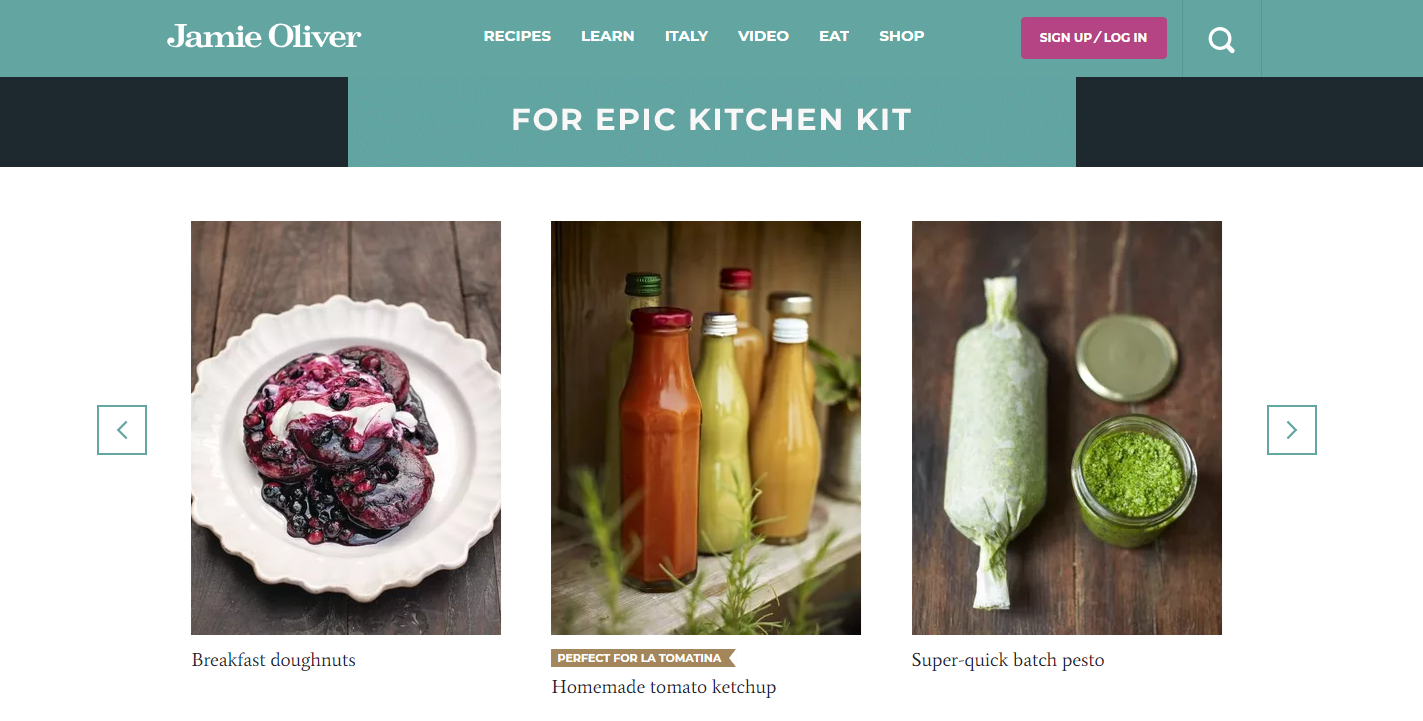 Jamie Oliver
RECIPES LEARN ITALY VIDEO EAT SHOP
SIGN UP / LOG IN
FOR EPIC KITCHEN KIT
Breakfast doughnuts
PERFECT FOR LA TOMATINA
Homemade tomato ketchup
Super-quick batch pesto